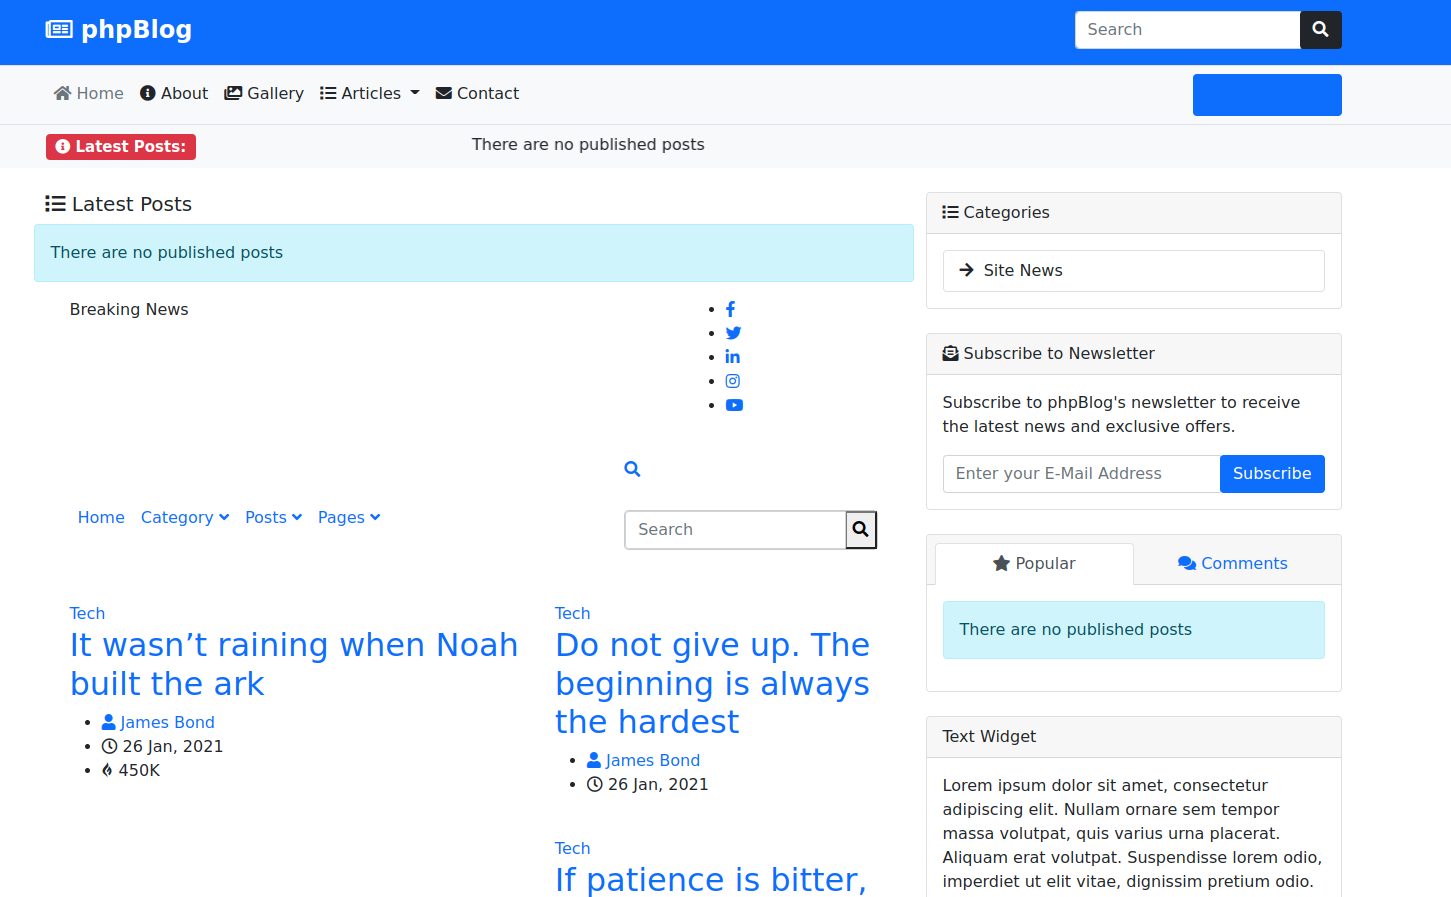 phpBlog
Search
Home About Gallery Articles Contact
Latest Posts: There are no published posts
Latest Posts
There are no published posts
Breaking News
Home Category Posts Pages
Search
Tech
It wasn’t raining when Noah
built the ark
James Bond
26 Jan, 2021
450K
Tech
Do not give up. The
beginning is always
the hardest
James Bond
26 Jan, 2021
Tech
If patience is bitter,
Categories
Site News
Subscribe to Newsletter
Subscribe to phpBlog's newsletter to receive
the latest news and exclusive offers.
Enter your E-Mail Address Subscribe
Popular Comments
There are no published posts
Text Widget
Lorem ipsum dolor sit amet, consectetur
adipiscing elit. Nullam ornare sem tempor
massa volutpat, quis varius urna placerat.
Aliquam erat volutpat. Suspendisse lorem odio,
imperdiet ut elit vitae, dignissim pretium odio.